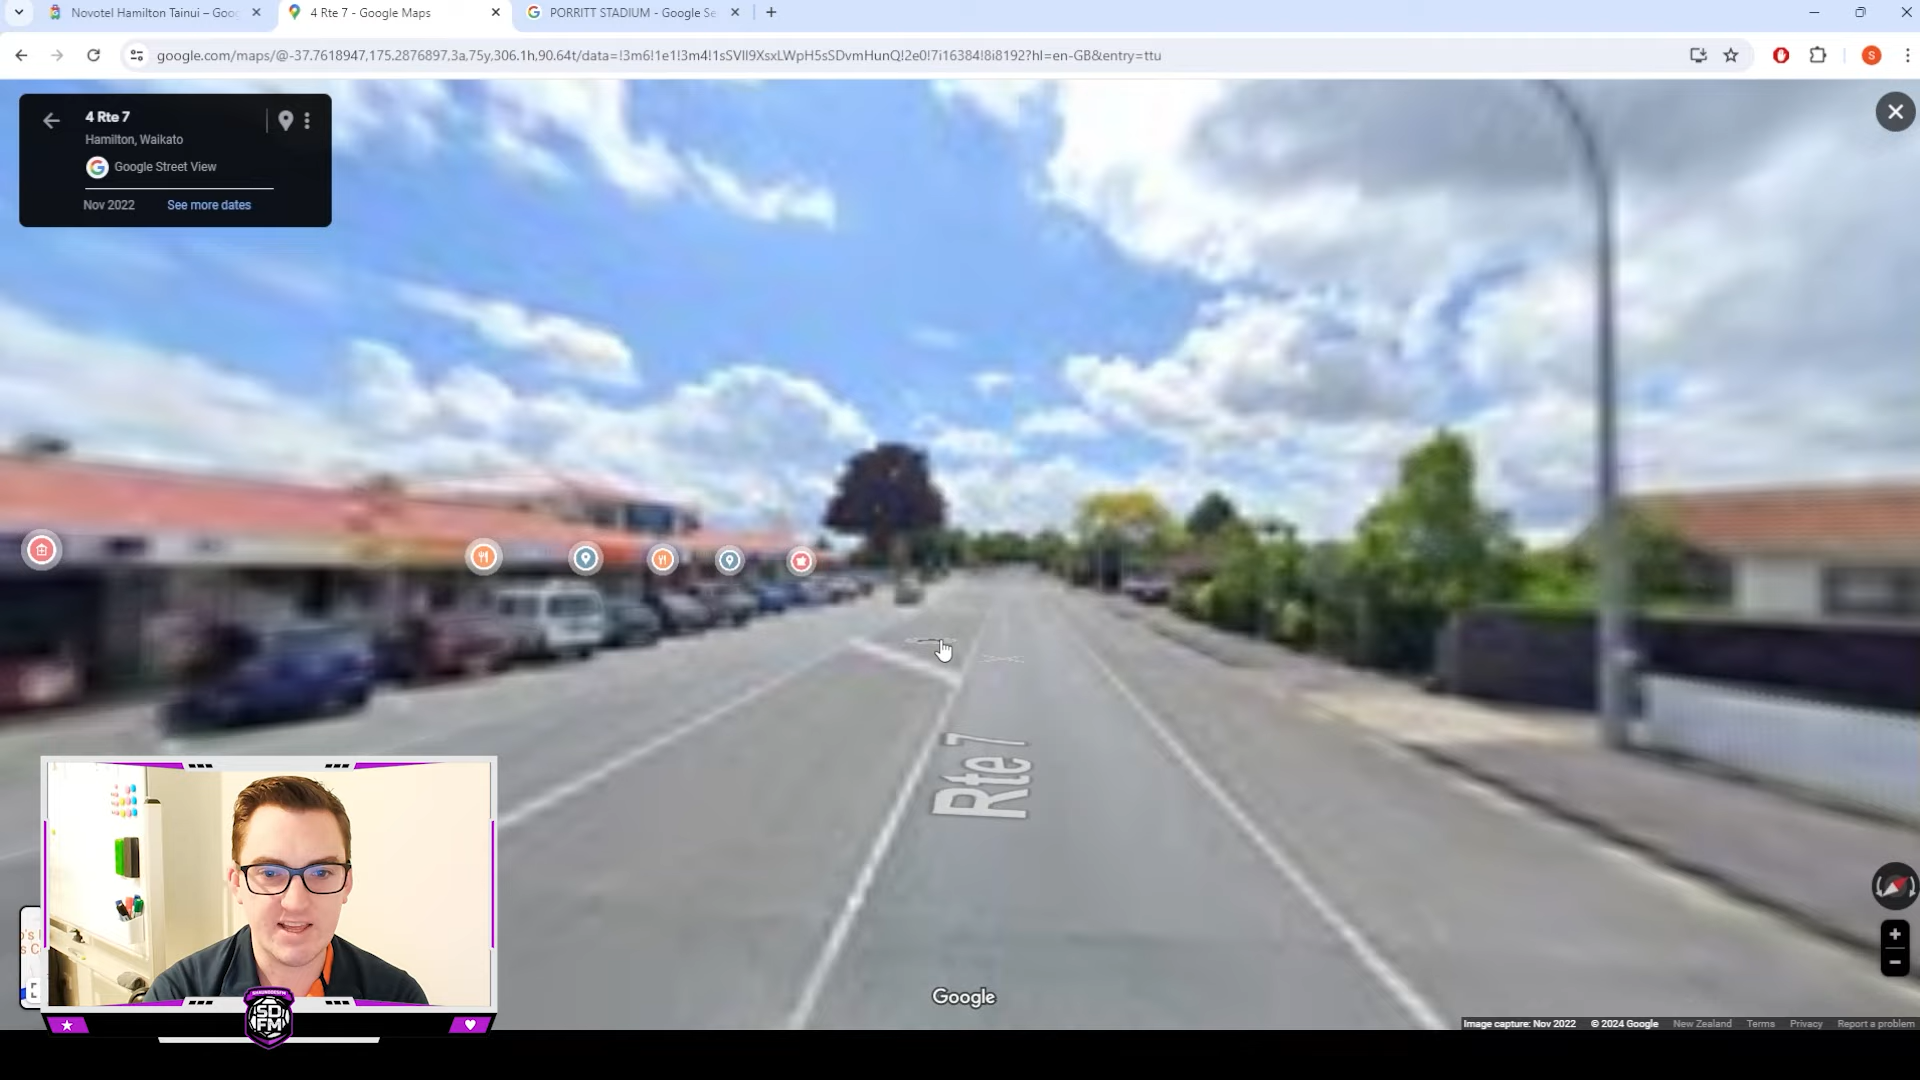 Novotel Hamilton Tainui – Goo
4 Rte 7 - Google Maps
PORRITT STADIUM - Google Se
google.com/maps/@-37.7618947,175.2876897,3a,75y,306.1h,90.64t/data=!3m6!1e1!3m4!1sSVII9XsxLWpH5sSDvmHunQ!2e0!7i16384!8i8192?hl=en-GB&entry=ttu
S
4 Rte 7
Hamilton, Waikato
Google Street View
Nov 2022 See more dates
Rte 7
SD
FM
Google
Image capture: Nov 2022 © 2024 Google New Zealand Terms Privacy Report a problem